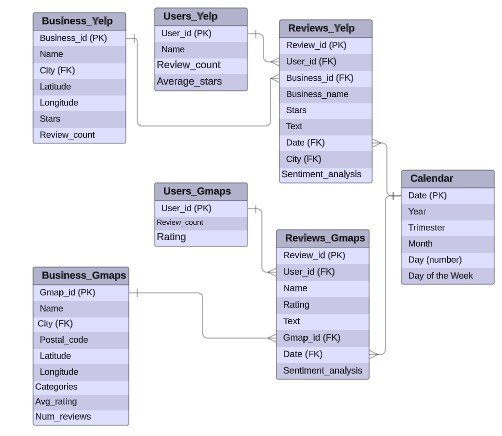 Business_Yelp
Business_id (PK)
Name
City (FK)
Latitude
Longitude
Stars
Review_count
Users_Yelp
User_id (PK)
Name
Review_count
Average_stars
Reviews_Yelp
Review_id (PK)
User_id (FK)
Business_id (FK)
Business_name
Stars
Text
Date (FK)
City (FK)
Sentiment_analysis
Users_Gmaps
User_id (PK)
Review_count
Rating
Calendar
Date (PK)
Year
Trimester
Month
Day (number)
Day of the Week
Reviews_Gmaps
Review_id (PK)
User_id (FK)
Name
Rating
Text
Gmap_id (FK)
Date (FK)
Sentiment_analysis
Business_Gmaps
Gmap_id (PK)
Name
City (FK)
Postal_code
Latitude
Longitude
Categories
Avg_rating
Num_reviews